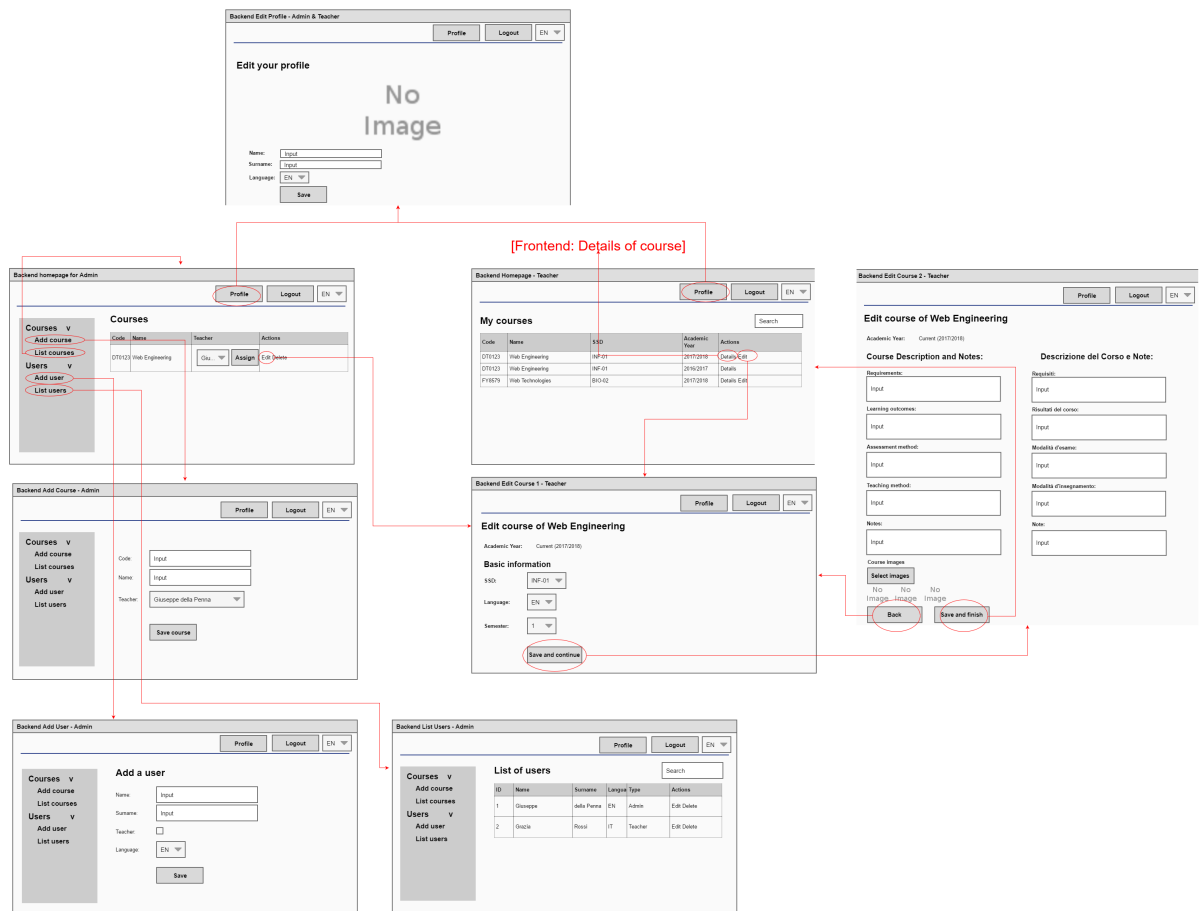 Backend Edit Profile - Admin & Teacher
Profile Logout EN
Edit your profile
No
Image
Name: Input
Surname: Input
Language: EN
Save
[Frontend: Details of course]
Backend homepage for Admin
Profile Logout EN
Courses v
Add course
List courses
Users v
Add user
List users
Courses
Code Name Teacher Actions
DT0123 Web Engineering Giu... Assign Edit Delete
Backend Homepage - Teacher
Profile Logout EN
My courses
Search
Code Name SSD Academic Year Actions
DT0123 Web Engineering INF-01 2017/2018 Details Edit
DT0123 Web Engineering INF-01 2016/2017 Details
FY8579 Web Technologies BIO-02 2017/2018 Details Edit
Backend Edit Course 2 - Teacher
Profile Logout EN
Edit course of Web Engineering
Academic Year: Current (2017/2018)
Course Description and Notes: Descrizione del Corso e Note:
Requirements: Requisiti:
Input Input
Learning outcomes: Risultati del corso:
Input Input
Assessment method: Modalità d'esamo:
Input Input
Teaching method: Modalità d'insegnamento:
Input Input
Notes: Note:
Input Input
Course images
Select images
No No No
Image Image Image
Back Save and finish
Backend Add Course - Admin
Profile Logout EN
Courses v
Add course
List courses
Users v
Add user
List users
Code: Input
Name: Input
Teacher: Giuseppe della Penna
Save course
Backend Edit Course 1 - Teacher
Profile Logout EN
Edit course of Web Engineering
Academic Year: Current (2017/2018)
Basic information
SSD: INF-01
Language: EN
Semester: 1
Save and continue
Backend Add User - Admin
Profile Logout EN
Courses v
Add course
List courses
Users v
Add user
List users
Add a user
Name: Input
Surname Input
Teacher:
Language: EN
Save
Backend List Users - Admin
Profile Logout EN
Courses v
Add course
List courses
Users v
Add user
List users
List of users
Search
ID Name Surname Langua Type Actions
1 Giuseppe della Penna EN Admin Edit Delete
2 Grazia Rossi IT Teacher Edit Delete